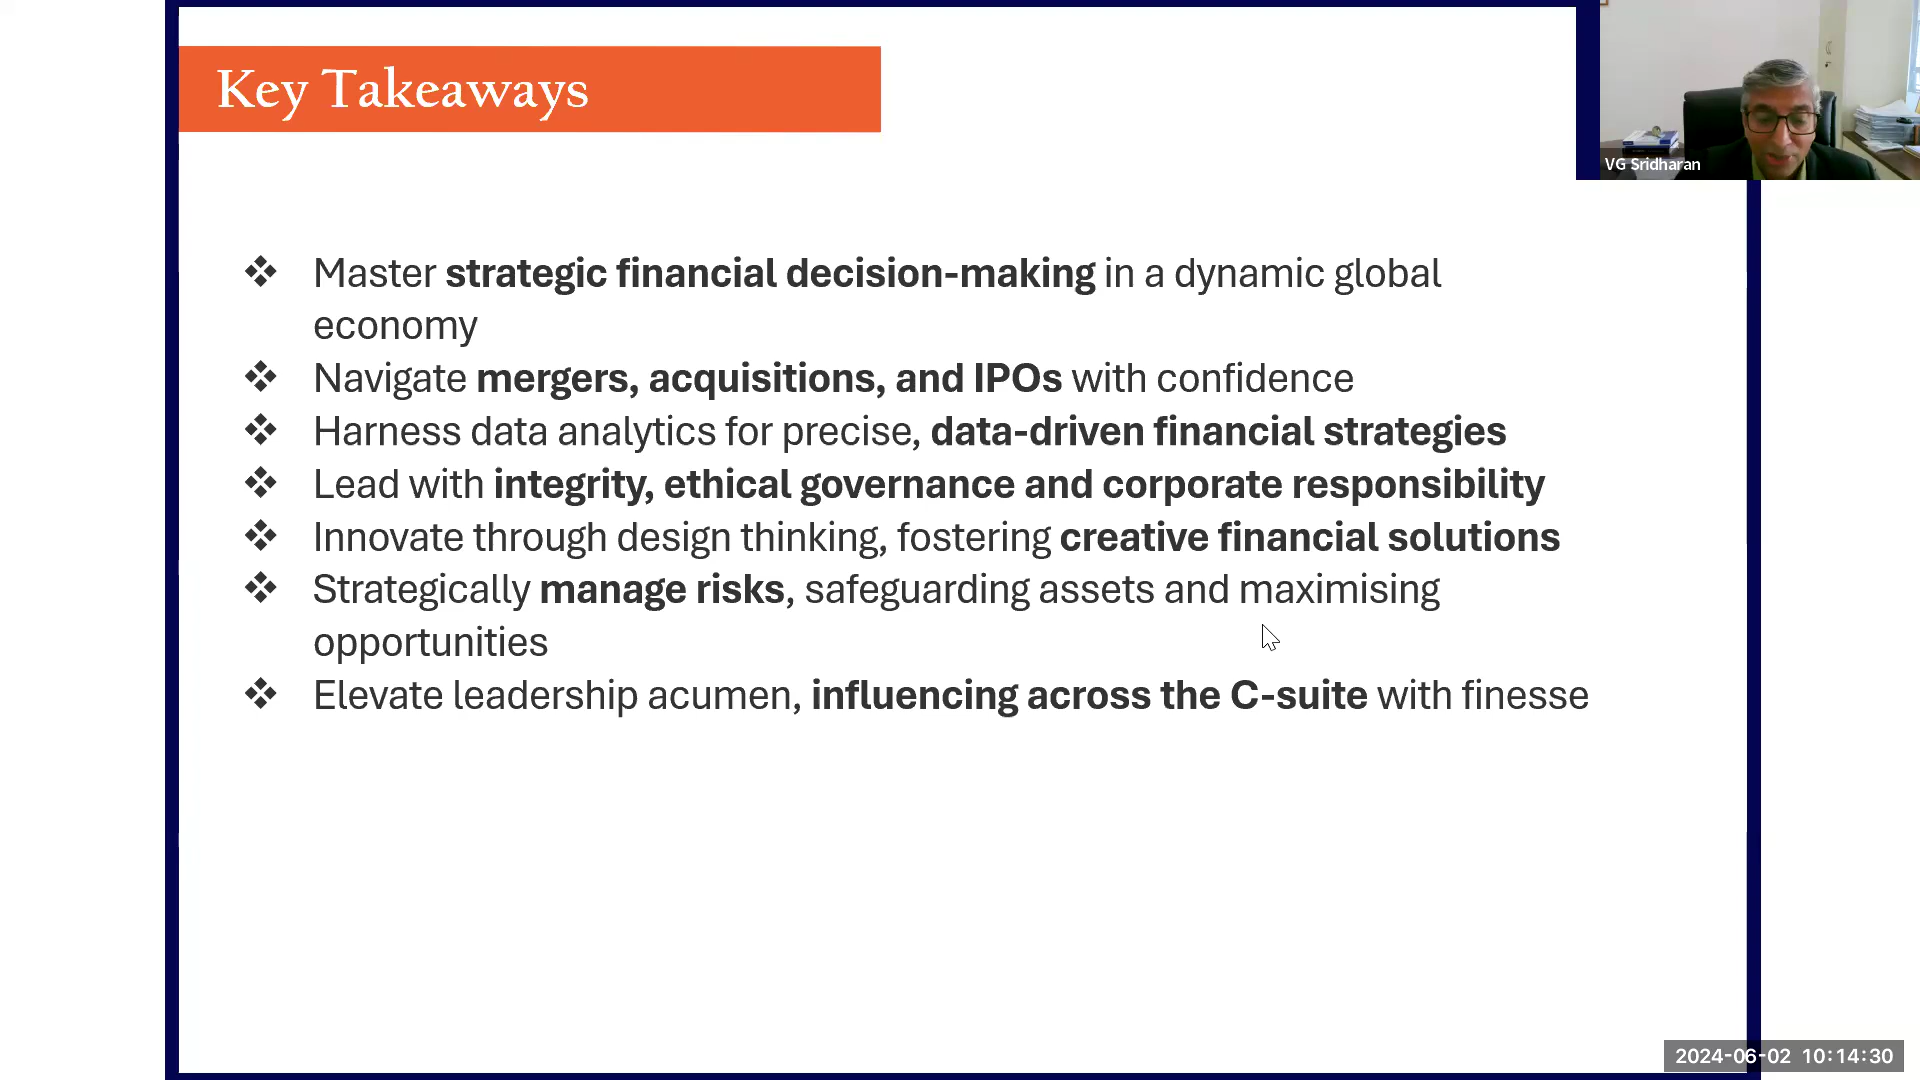 Key Takeaways
VG Sridharan
❖ Master strategic financial decision-making in a dynamic global
economy
❖ Navigate mergers, acquisitions, and IPOs with confidence
❖ Harness data analytics for precise, data-driven financial strategies
❖ Lead with integrity, ethical governance and corporate responsibility
❖ Innovate through design thinking, fostering creative financial solutions
❖ Strategically manage risks, safeguarding assets and maximising
opportunities
❖ Elevate leadership acumen, influencing across the C-suite with finesse
2024-06-02 10:14:30